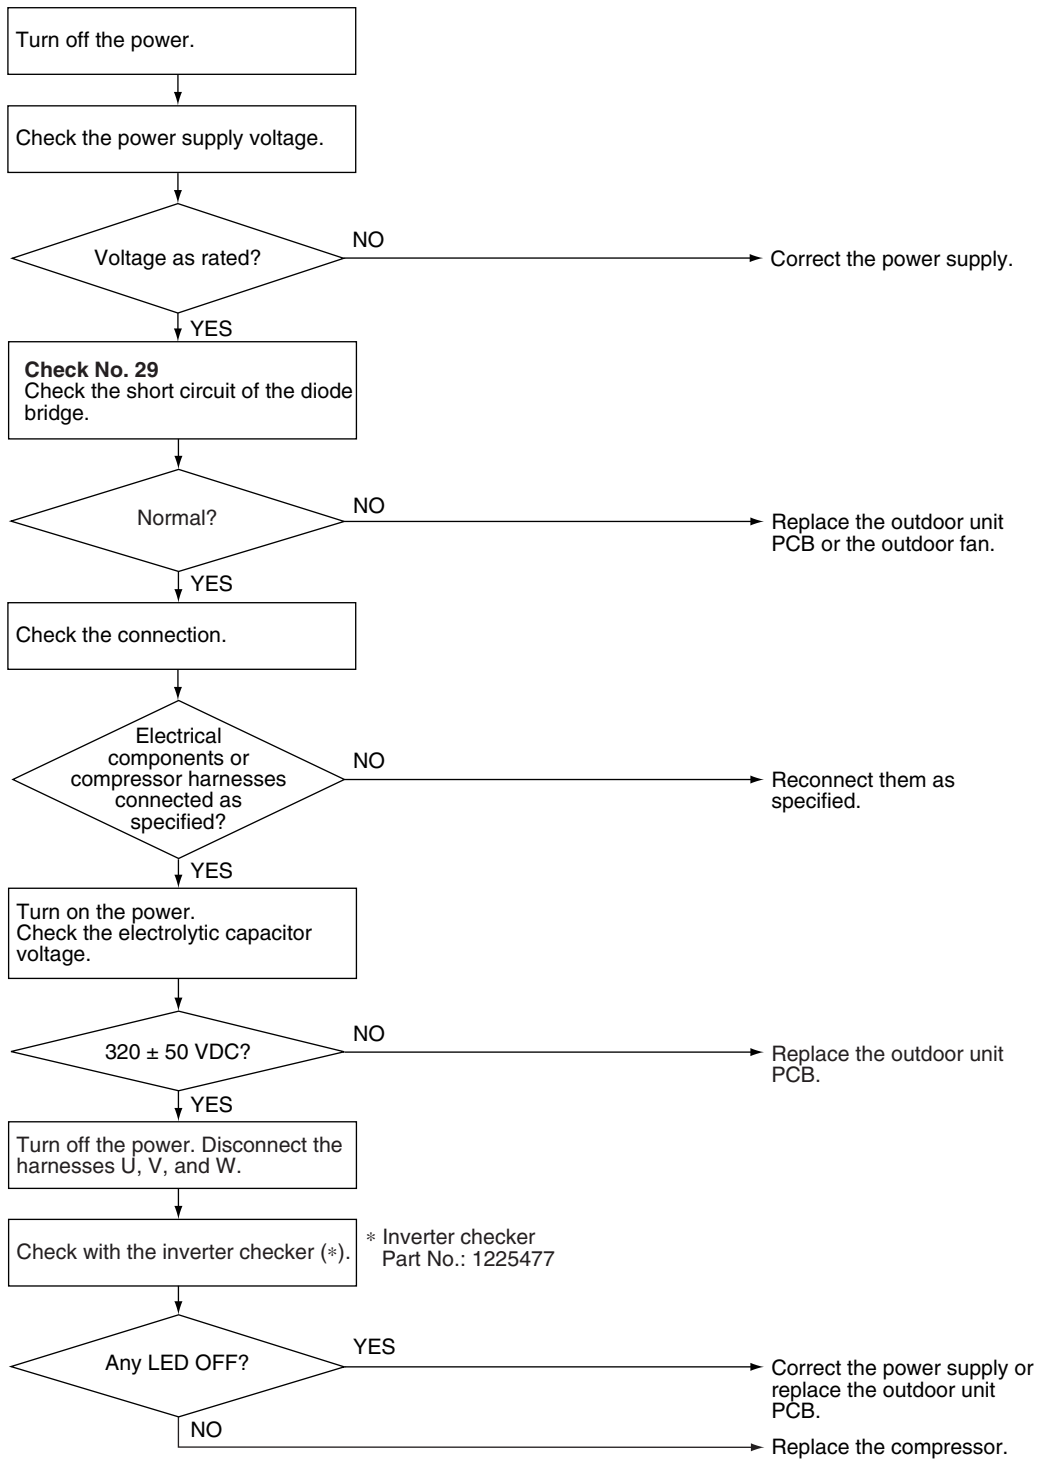 Turn off the power.
Check the power supply voltage.
Voltage as rated?
NO
Correct the power supply.
YES
Check No. 29
Check the short circuit of the diode
bridge.
Normal?
NO
Replace the outdoor unit
PCB or the outdoor fan.
YES
Check the connection.
Electrical
components or
compressor harnesses
connected as
specified?
NO
Reconnect them as
specified.
YES
Turn on the power.
Check the electrolytic capacitor
voltage.
320 ± 50 VDC?
NO
Replace the outdoor unit
PCB.
YES
Turn off the power. Disconnect the
harnesses U, V, and W.
Check with the inverter checker (*).
* Inverter checker
Part No.: 1225477
Any LED OFF?
YES
Correct the power supply or
replace the outdoor unit
PCB.
NO
Replace the compressor.